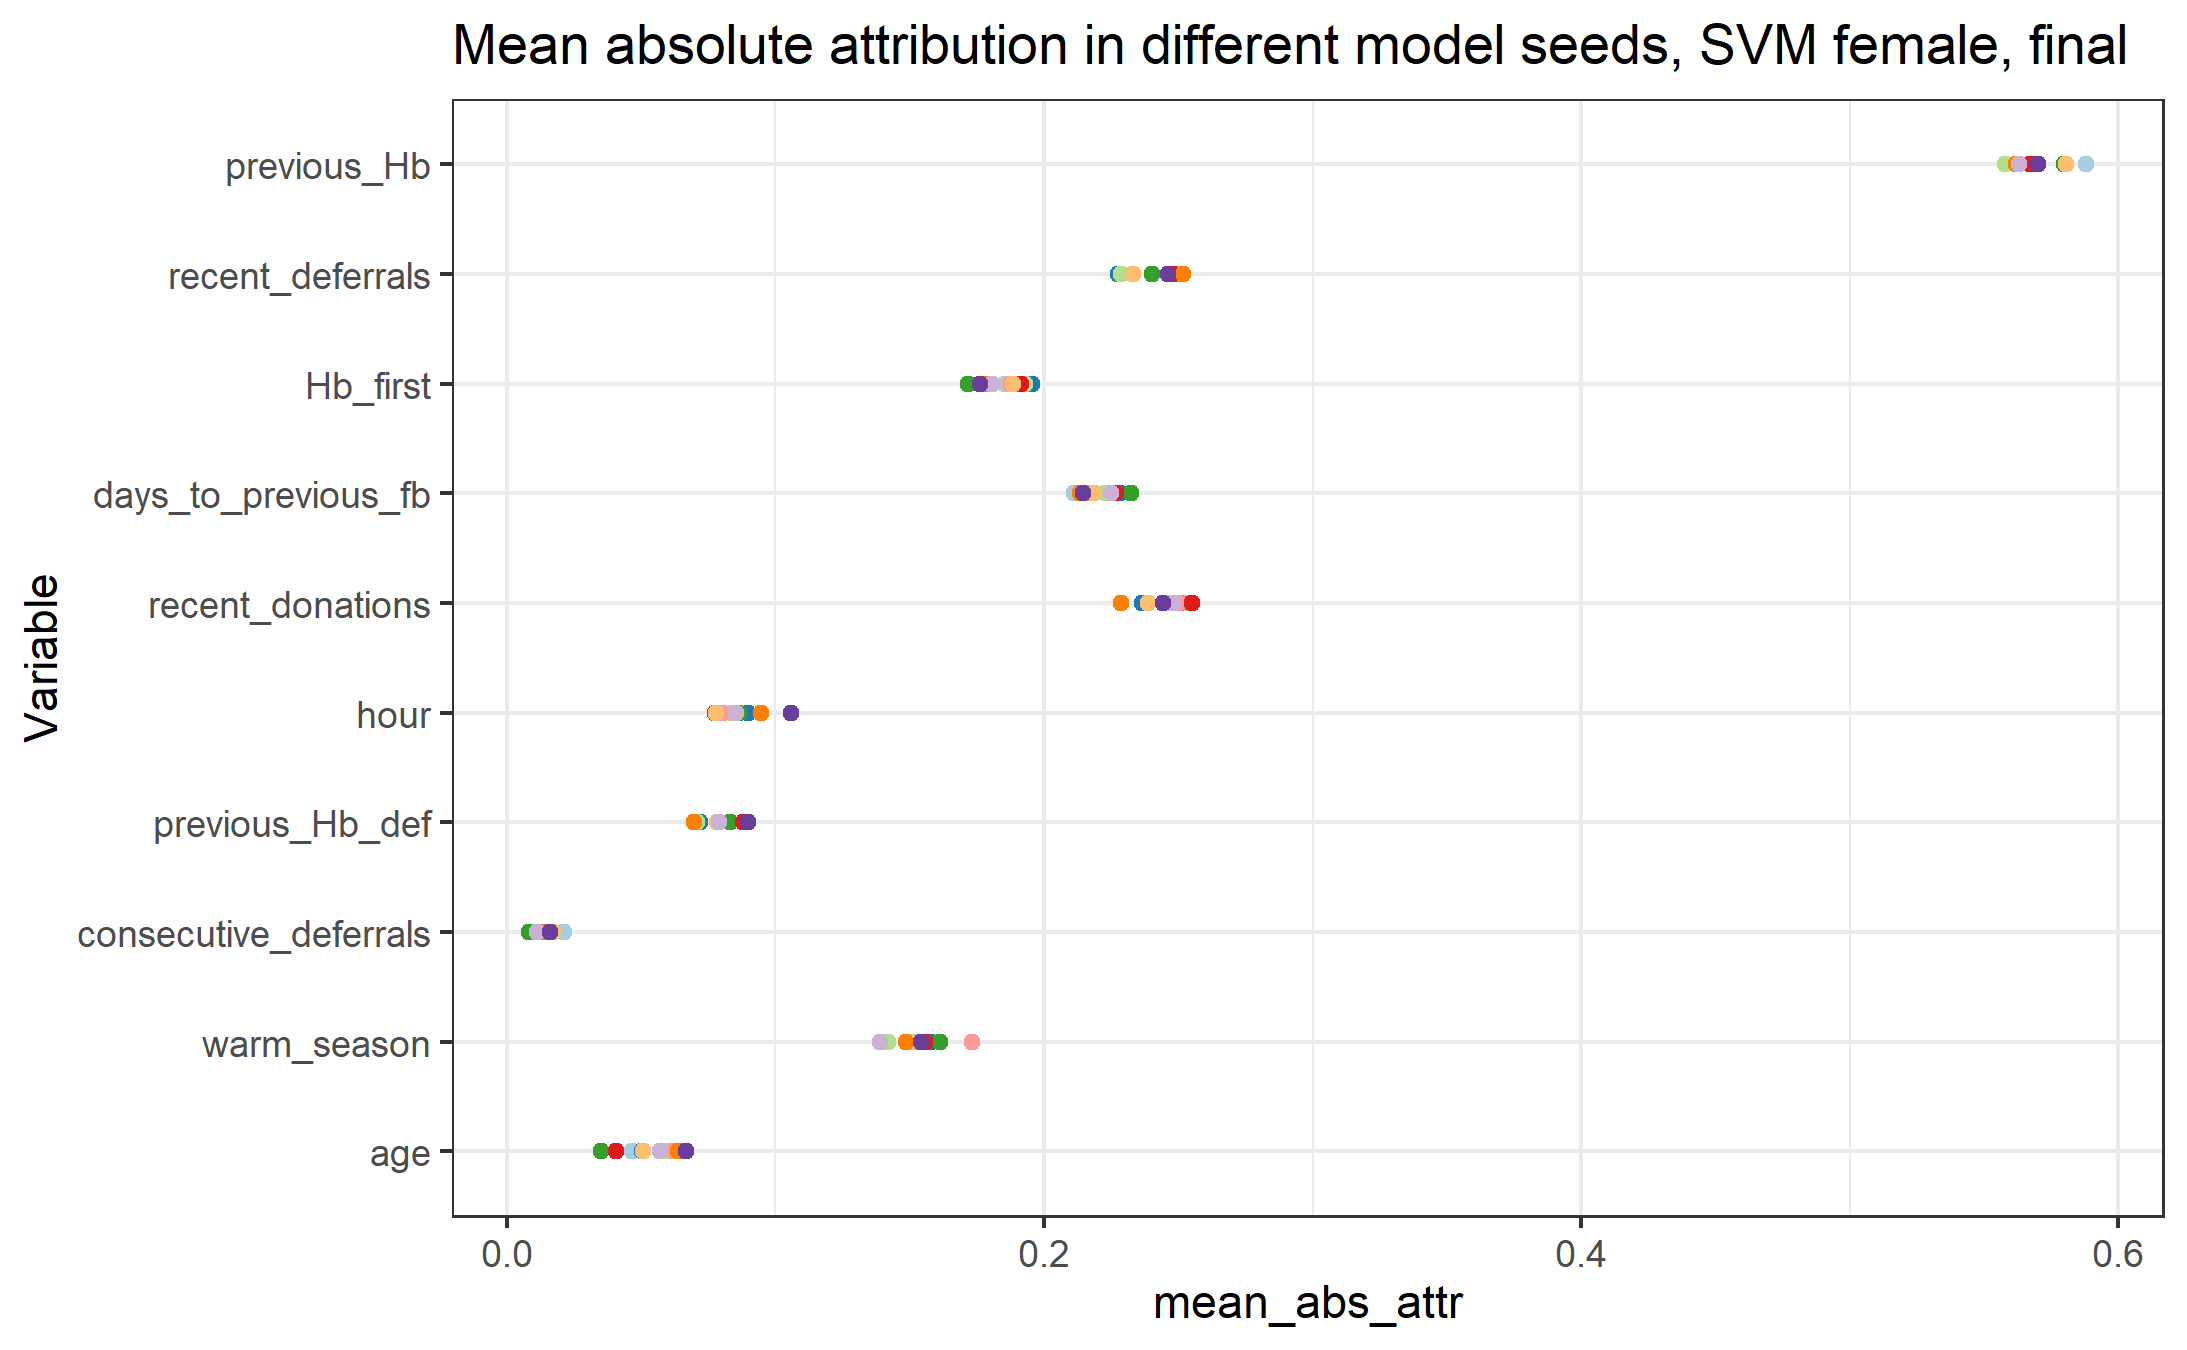 Mean absolute attribution in different model seeds, SVM female, final
previous_Hb
recent_deferrals
Hb_first
days_to_previous_fb
recent_donations
hour
previous_Hb_def
consecutive_deferrals
warm_season
age
Variable
0.0
0.2
0.4
0.6
mean_abs_attr